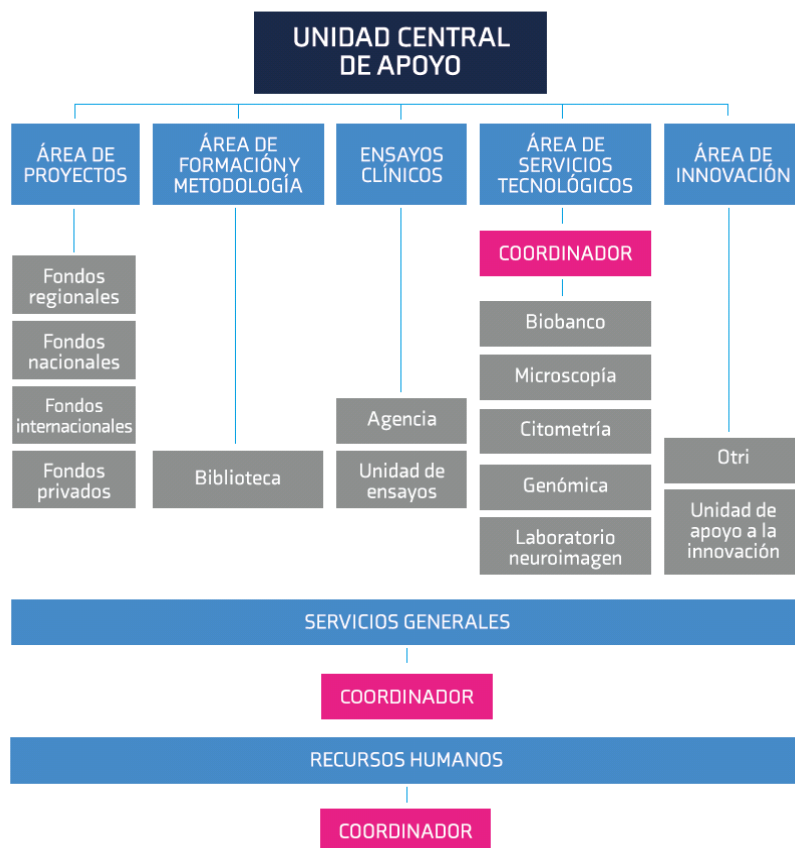 UNIDAD CENTRAL
DE APOYO
ÁREA DE
PROYECTOS
ÁREA DE
FORMACIÓN Y
METODOLOGÍA
ENSAYOS
CLÍNICOS
ÁREA DE
SERVICIOS
TECNOLÓGICOS
ÁREA DE
INNOVACIÓN
Fondos
regionales
Fondos
nacionales
Fondos
internacionales
Fondos
privados
Biblioteca
Agencia
Unidad de
ensayos
COORDINADOR
Biobanco
Microscopía
Citometría
Genómica
Laboratorio
neuroimagen
Otri
Unidad de
apoyo a la
innovación
SERVICIOS GENERALES
COORDINADOR
RECURSOS HUMANOS
COORDINADOR